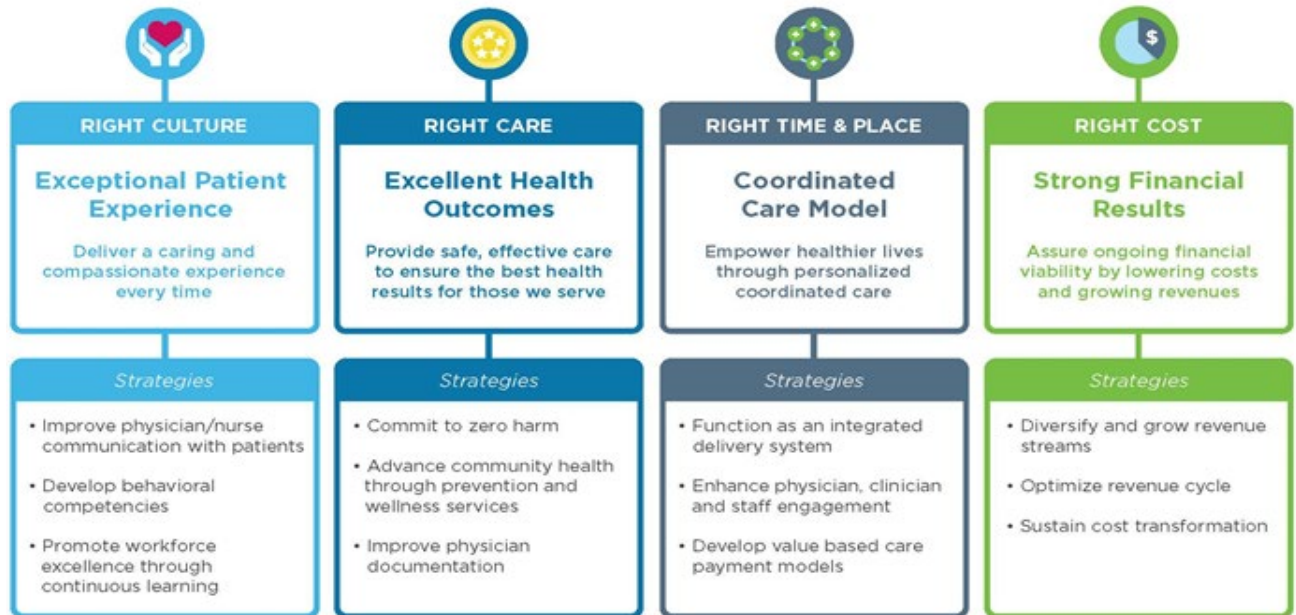 $
RIGHT CULTURE
Exceptional Patient
Experience
Deliver a caring and
compassionate experience
every time
Strategies
• Improve physician/nurse
communication with patients
• Develop behavioral
competencies
• Promote workforce
excellence through
continuous learning
RIGHT CARE
Excellent Health
Outcomes
Provide safe, effective care
to ensure the best health
results for those we serve
Strategies
• Commit to zero harm
• Advance community health
through prevention and
wellness services
• Improve physician
documentation
RIGHT TIME & PLACE
Coordinated
Care Model
Empower healthier lives
through personalized
coordinated care
Strategies
• Function as an integrated
delivery system
• Enhance physician, clinician
and staff engagement
• Develop value based care
payment models
RIGHT COST
Strong Financial
Results
Assure ongoing financial
viability by lowering costs
and growing revenues
Strategies
• Diversify and grow revenue
streams
• Optimize revenue cycle
• Sustain cost transformation